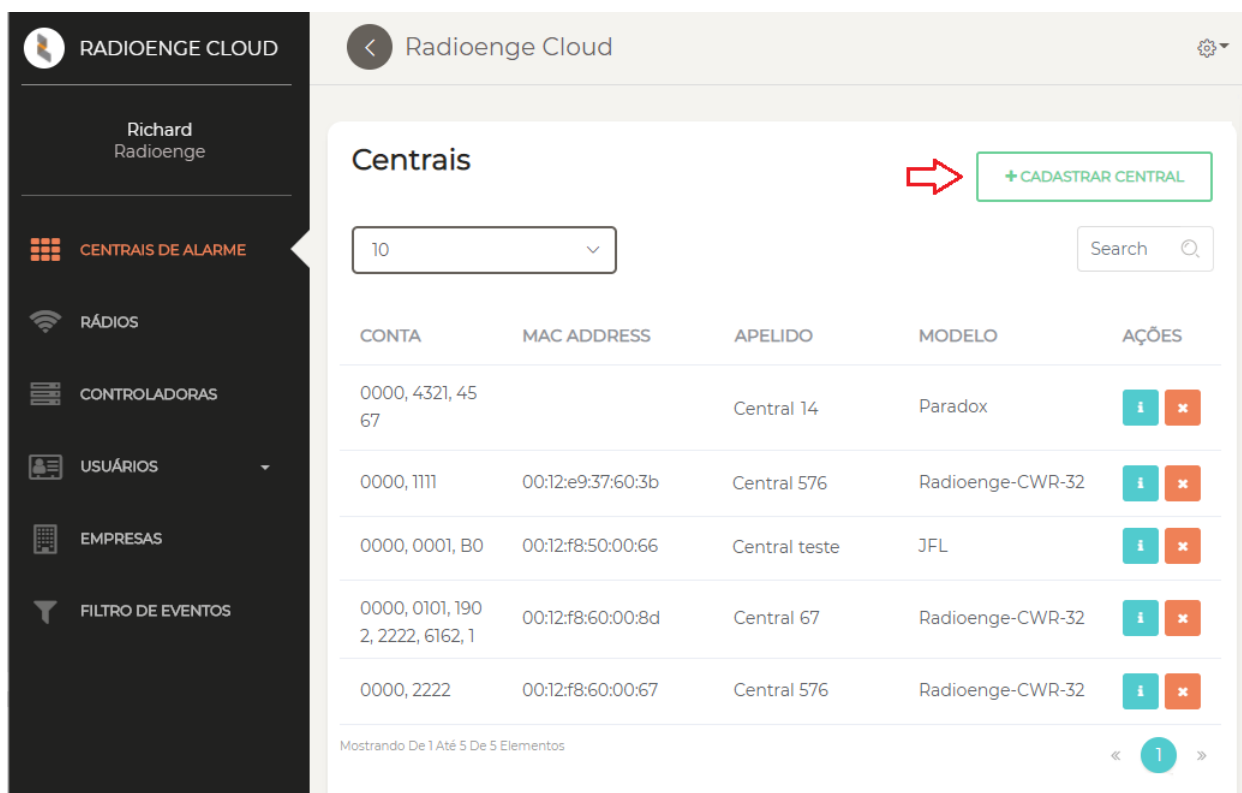 RADIOENGE CLOUD
Richard
Radioenge
CENTRAIS DE ALARME
RÁDIOS
CONTROLADORAS
USUÁRIOS
EMPRESAS
FILTRO DE EVENTOS
Radioenge Cloud
Centrais
+ CADASTRAR CENTRAL
10
Search
CONTA MAC ADDRESS APELIDO MODELO AÇÕES
0000, 4321, 45
67
Central 14 Paradox
0000, 1111 00:12:e9:37:60:3b Central 576 Radioenge-CWR-32
0000, 0001, B0 00:12:f8:50:00:66 Central teste JFL
0000, 0101, 190
2, 2222, 6162, 1
00:12:f8:60:00:8d Central 67 Radioenge-CWR-32
0000, 2222 00:12:f8:60:00:67 Central 576 Radioenge-CWR-32
Mostrando De 1 Até 5 De 5 Elementos
« 1 »